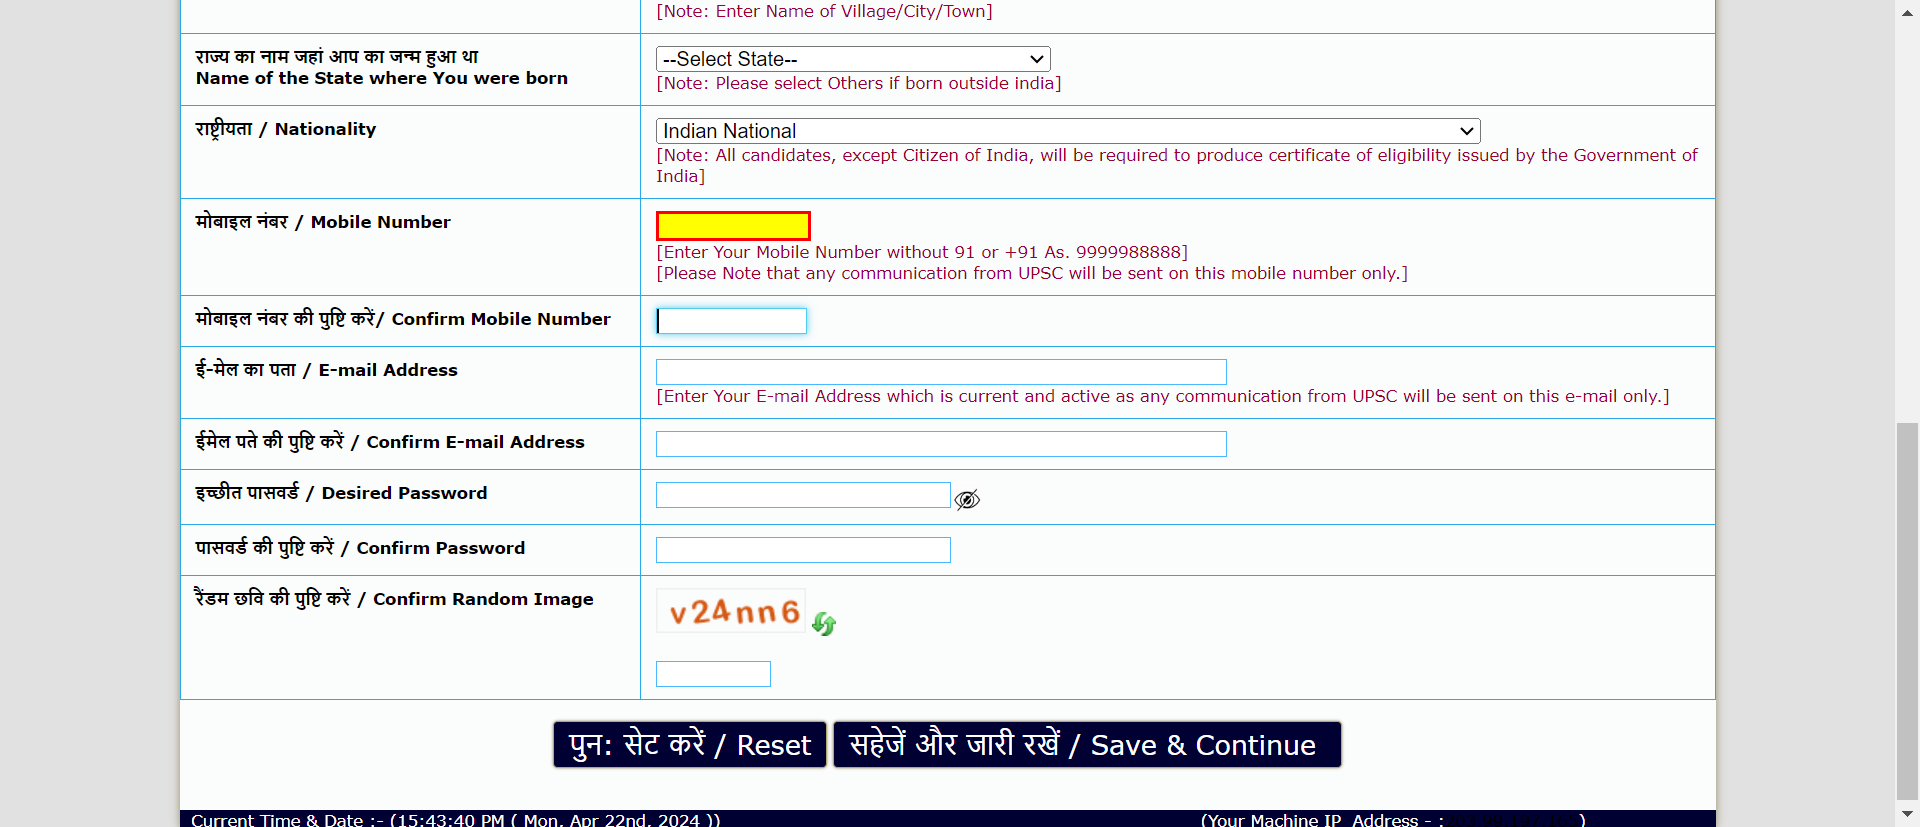 [Note: Enter Name of Village/City/Town]
राज्य का नाम जहां आप का जन्म हुआ था
Name of the State where You were born
--Select State--
[Note: Please select Others if born outside india]
राष्ट्रीयता / Nationality
Indian National
[Note: All candidates, except Citizen of India, will be required to produce certificate of eligibility issued by the Government of
India]
मोबाइल नंबर / Mobile Number
[Enter Your Mobile Number without 91 or +91 As. 9999988888]
[Please Note that any communication from UPSC will be sent on this mobile number only.]
मोबाइल नंबर की पुष्टि करें/ Confirm Mobile Number
ई-मेल का पता / E-mail Address
[Enter Your E-mail Address which is current and active as any communication from UPSC will be sent on this e-mail only.]
ईमेल पते की पुष्टि करें / Confirm E-mail Address
इच्छीत पासवर्ड / Desired Password
पासवर्ड की पुष्टि करें / Confirm Password
रैंडम छवि की पुष्टि करें / Confirm Random Image
v24nn6
पुन: सेट करें / Reset
सहेजें और जारी रखें / Save & Continue
Current Time & Date :- (15:43:40 PM ( Mon, Apr 22nd, 2024 ))
(Your Machine IP Address - : )